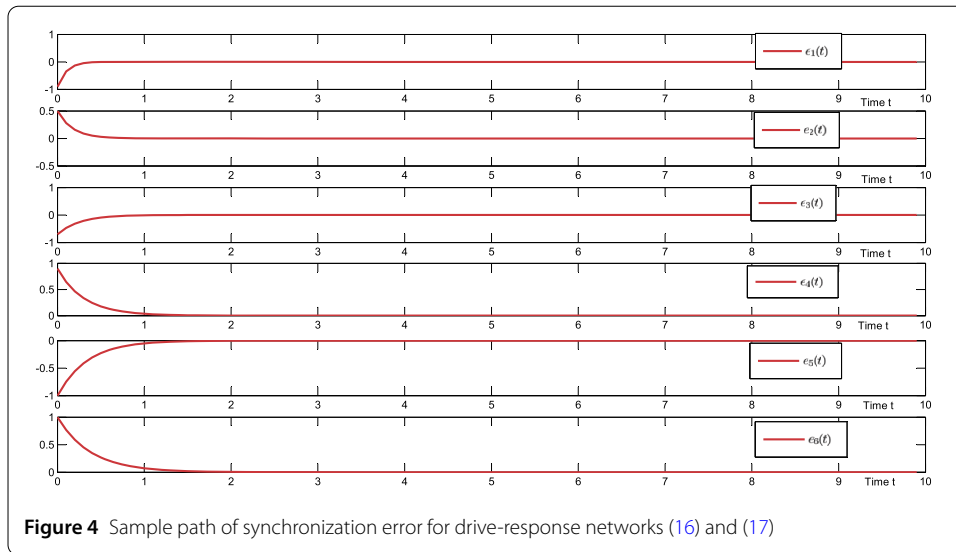 1
0
-1
ϵ₁(t)
0 1 2 3 4 5 6 7 8 9 Time t 10
0.5
0
-0.5
e₂(t)
0 1 2 3 4 5 6 7 8 9 Time t 10
1
0
-1
ϵ₃(t)
0 1 2 3 4 5 6 7 8 9 Time t 10
1
0.5
0
e₄(t)
0 1 2 3 4 5 6 7 8 9 Time t 10
0
-0.5
-1
e₅(t)
0 1 2 3 4 5 6 7 8 9 Time t 10
1
0.5
0
e₆(t)
0 1 2 3 4 5 6 7 8 9 Time t 10
Figure 4 Sample path of synchronization error for drive-response networks (16) and (17)